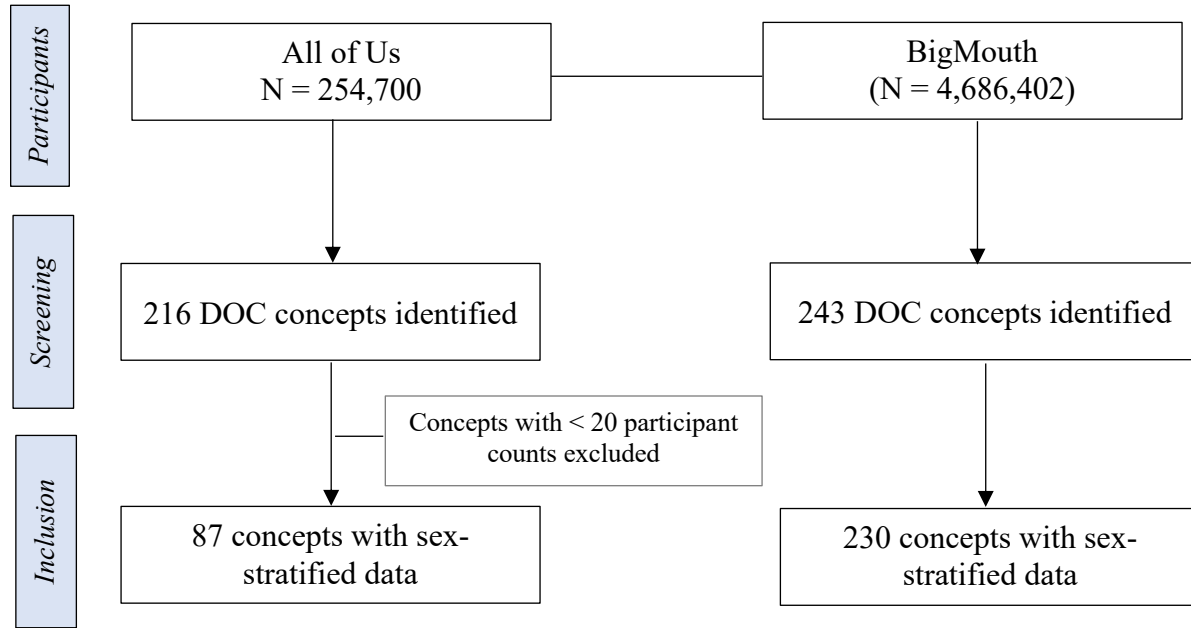 Participants
All of Us
N = 254,700
BigMouth
(N = 4,686,402)
Screening
216 DOC concepts identified
243 DOC concepts identified
Concepts with < 20 participant
counts excluded
Inclusion
87 concepts with sex-
stratified data
230 concepts with sex-
stratified data